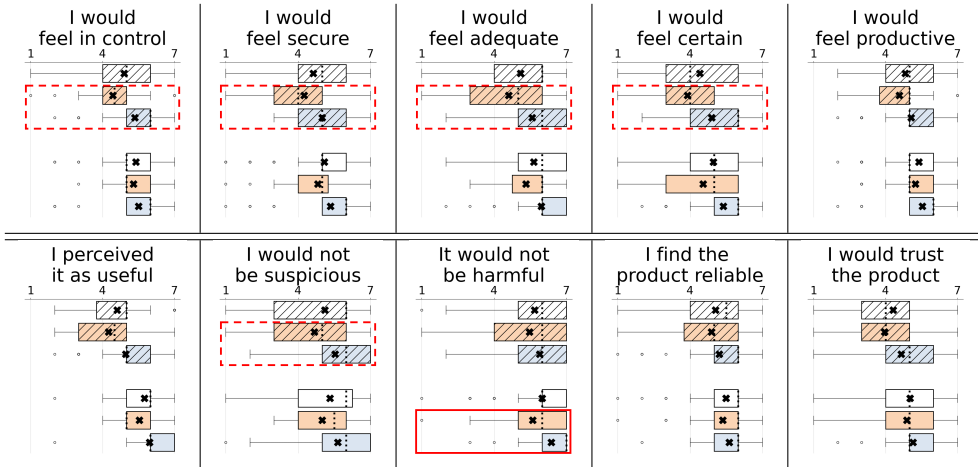 I would
feel in control
I would
feel secure
I would
feel adequate
I would
feel certain
I would
feel productive
1 4 7
1 4 7
1 4 7
1 4 7
1 4 7
I perceived
it as useful
I would not
be suspicious
It would not
be harmful
I find the
product reliable
I would trust
the product
1 4 7
1 4 7
1 4 7
1 4 7
1 4 7